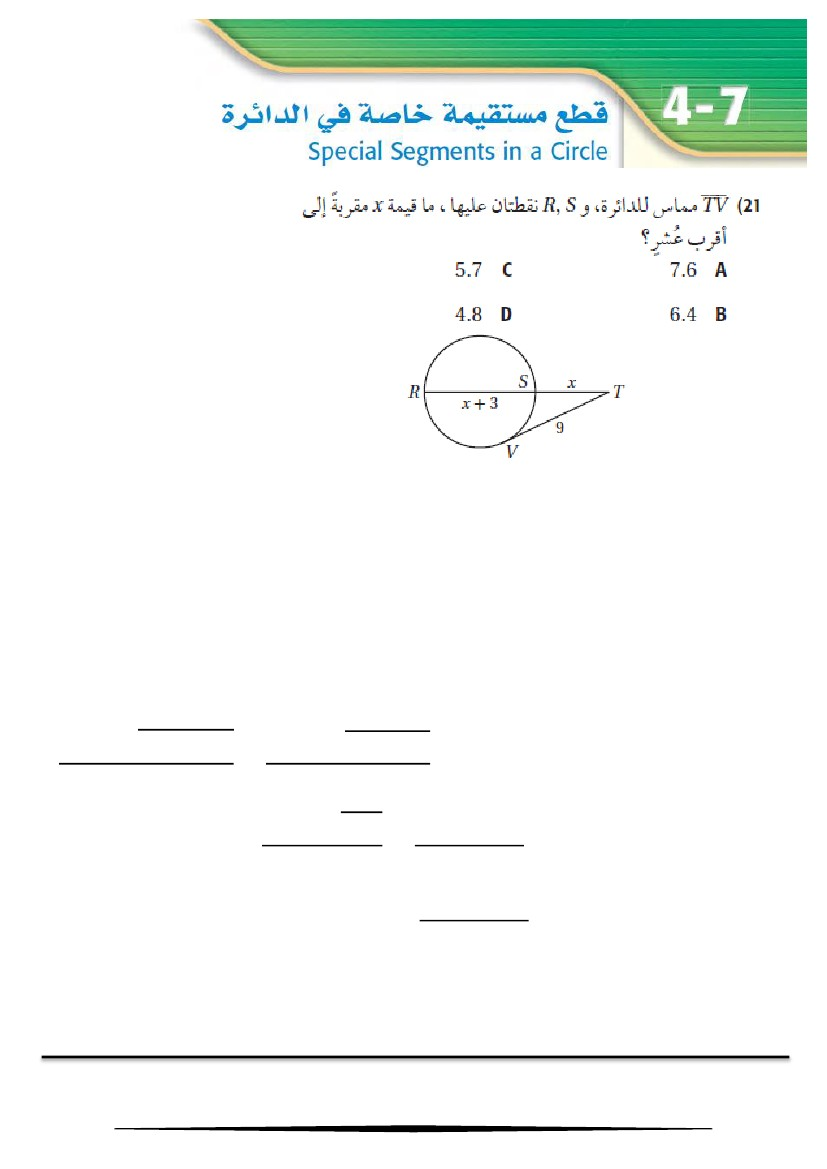 4-7
قطع مستقيمة خاصة في الدائرة
Special Segments in a Circle
21) TV مماس للدائرة، و R, S نقطتان عليها ، ما قيمة x مقربةً إلى
أقرب عُشرٍ؟
A 7.6 C 5.7
B 6.4 D 4.8
R S x T
x + 3
9
V